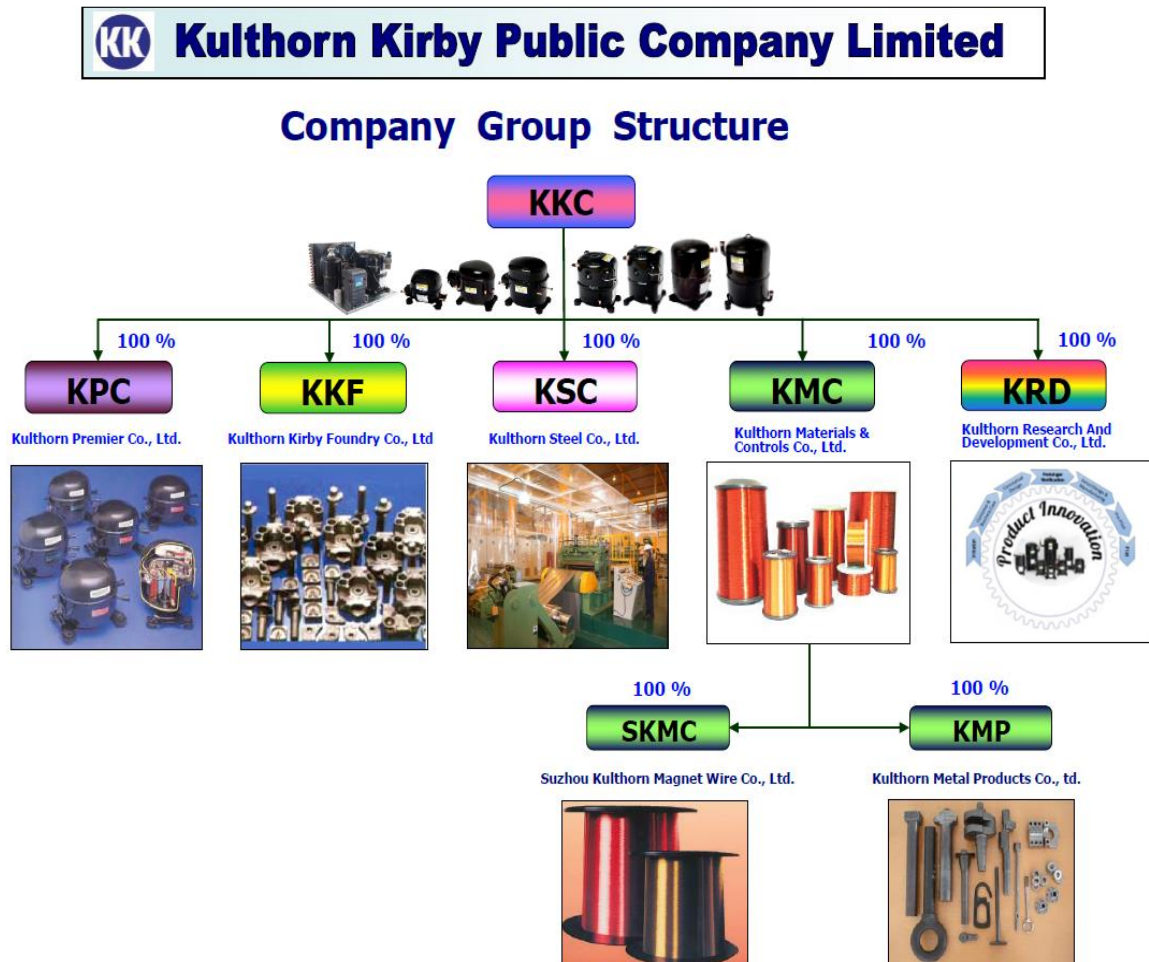 KK Kulthorn Kirby Public Company Limited
Company Group Structure
KKC
100 %
100 %
100 %
100 %
100 %
KPC
KKF
KSC
KMC
KRD
Kulthorn Premier Co., Ltd.
Kulthorn Kirby Foundry Co., Ltd
Kulthorn Steel Co., Ltd.
Kulthorn Materials &
Controls Co., Ltd.
Kulthorn Research And
Development Co., Ltd.
Product Innovation
100 %
100 %
SKMC
KMP
Suzhou Kulthorn Magnet Wire Co., Ltd.
Kulthorn Metal Products Co., td.